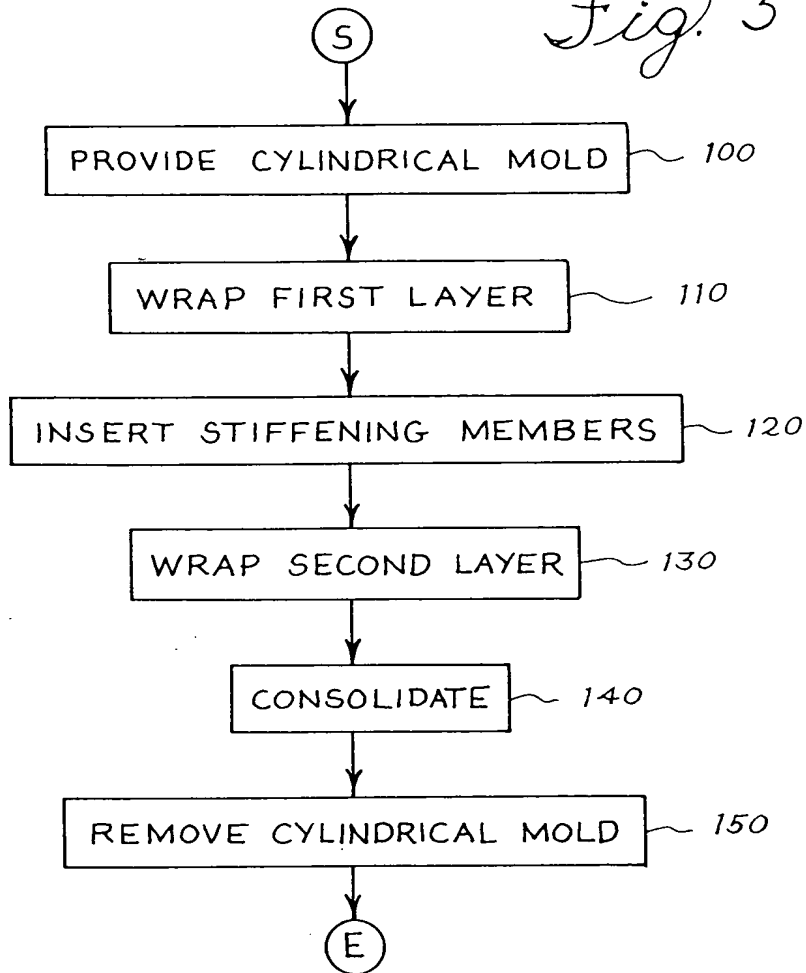 Fig. 5
S
PROVIDE CYLINDRICAL MOLD 100
WRAP FIRST LAYER 110
INSERT STIFFENING MEMBERS 120
WRAP SECOND LAYER 130
CONSOLIDATE 140
REMOVE CYLINDRICAL MOLD 150
E